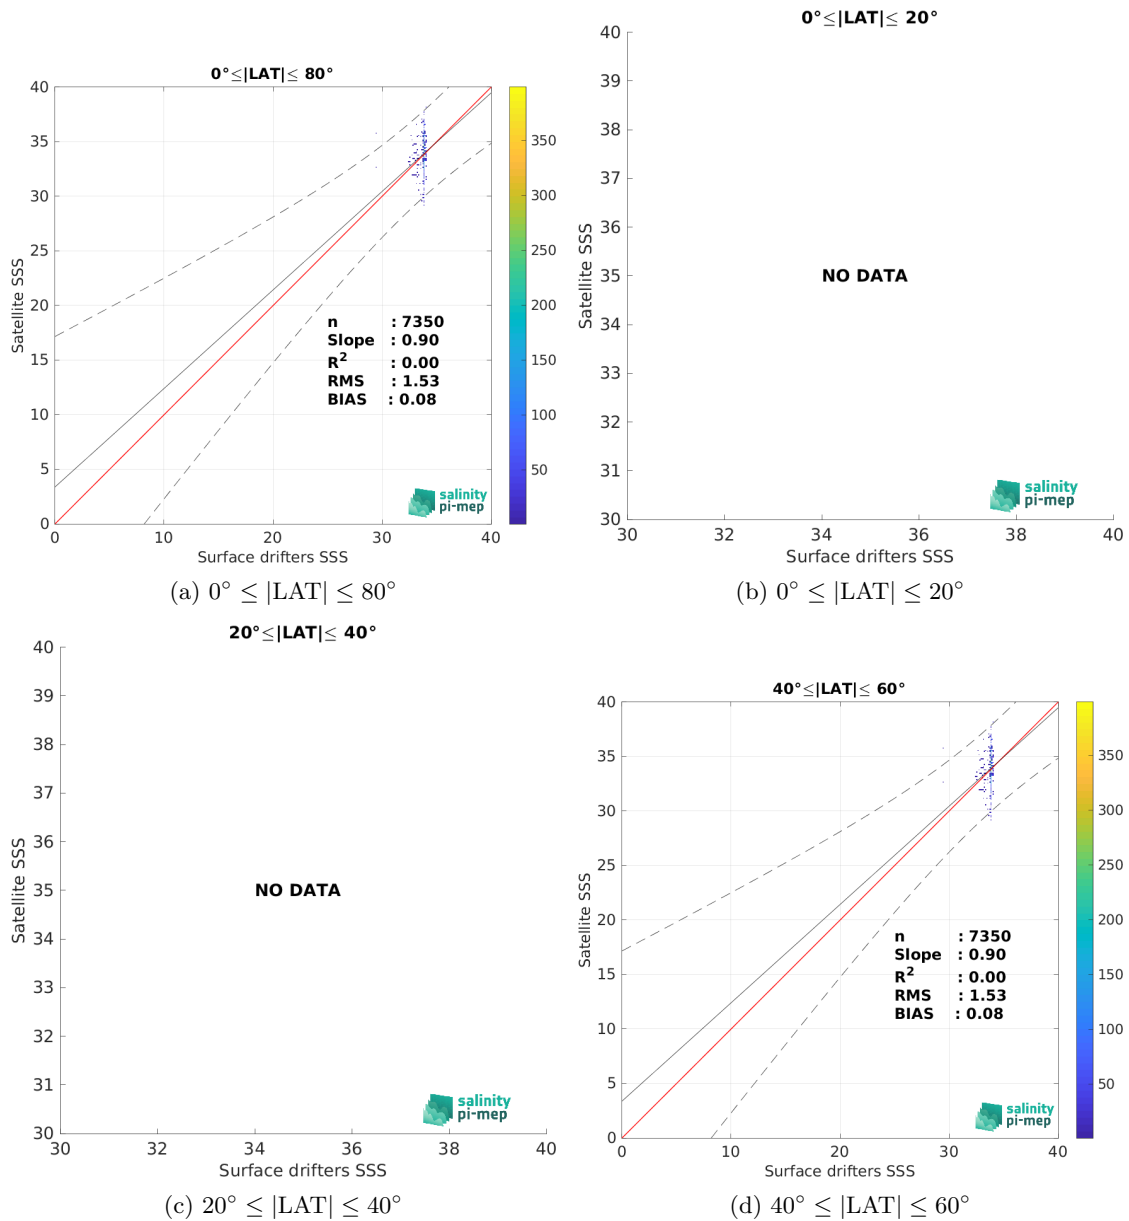 0°≤|LAT|≤ 80°
40
35
30
25
20
15
10
5
0
0
10
20
30
40
Satellite SSS
Surface drifters SSS
n : 7350
Slope : 0.90
R² : 0.00
RMS : 1.53
BIAS : 0.08
350
300
250
200
150
100
50
salinity
pi-mep
(a) 0° ≤ |LAT| ≤ 80°
0°≤|LAT|≤ 20°
40
39
38
37
36
35
34
33
32
31
30
30
32
34
36
38
40
Satellite SSS
Surface drifters SSS
NO DATA
salinity
pi-mep
(b) 0° ≤ |LAT| ≤ 20°
20°≤|LAT|≤ 40°
40
39
38
37
36
35
34
33
32
31
30
30
32
34
36
38
40
Satellite SSS
Surface drifters SSS
NO DATA
salinity
pi-mep
(c) 20° ≤ |LAT| ≤ 40°
40°≤|LAT|≤ 60°
40
35
30
25
20
15
10
5
0
0
10
20
30
40
Satellite SSS
Surface drifters SSS
n : 7350
Slope : 0.90
R² : 0.00
RMS : 1.53
BIAS : 0.08
350
300
250
200
150
100
50
salinity
pi-mep
(d) 40° ≤ |LAT| ≤ 60°